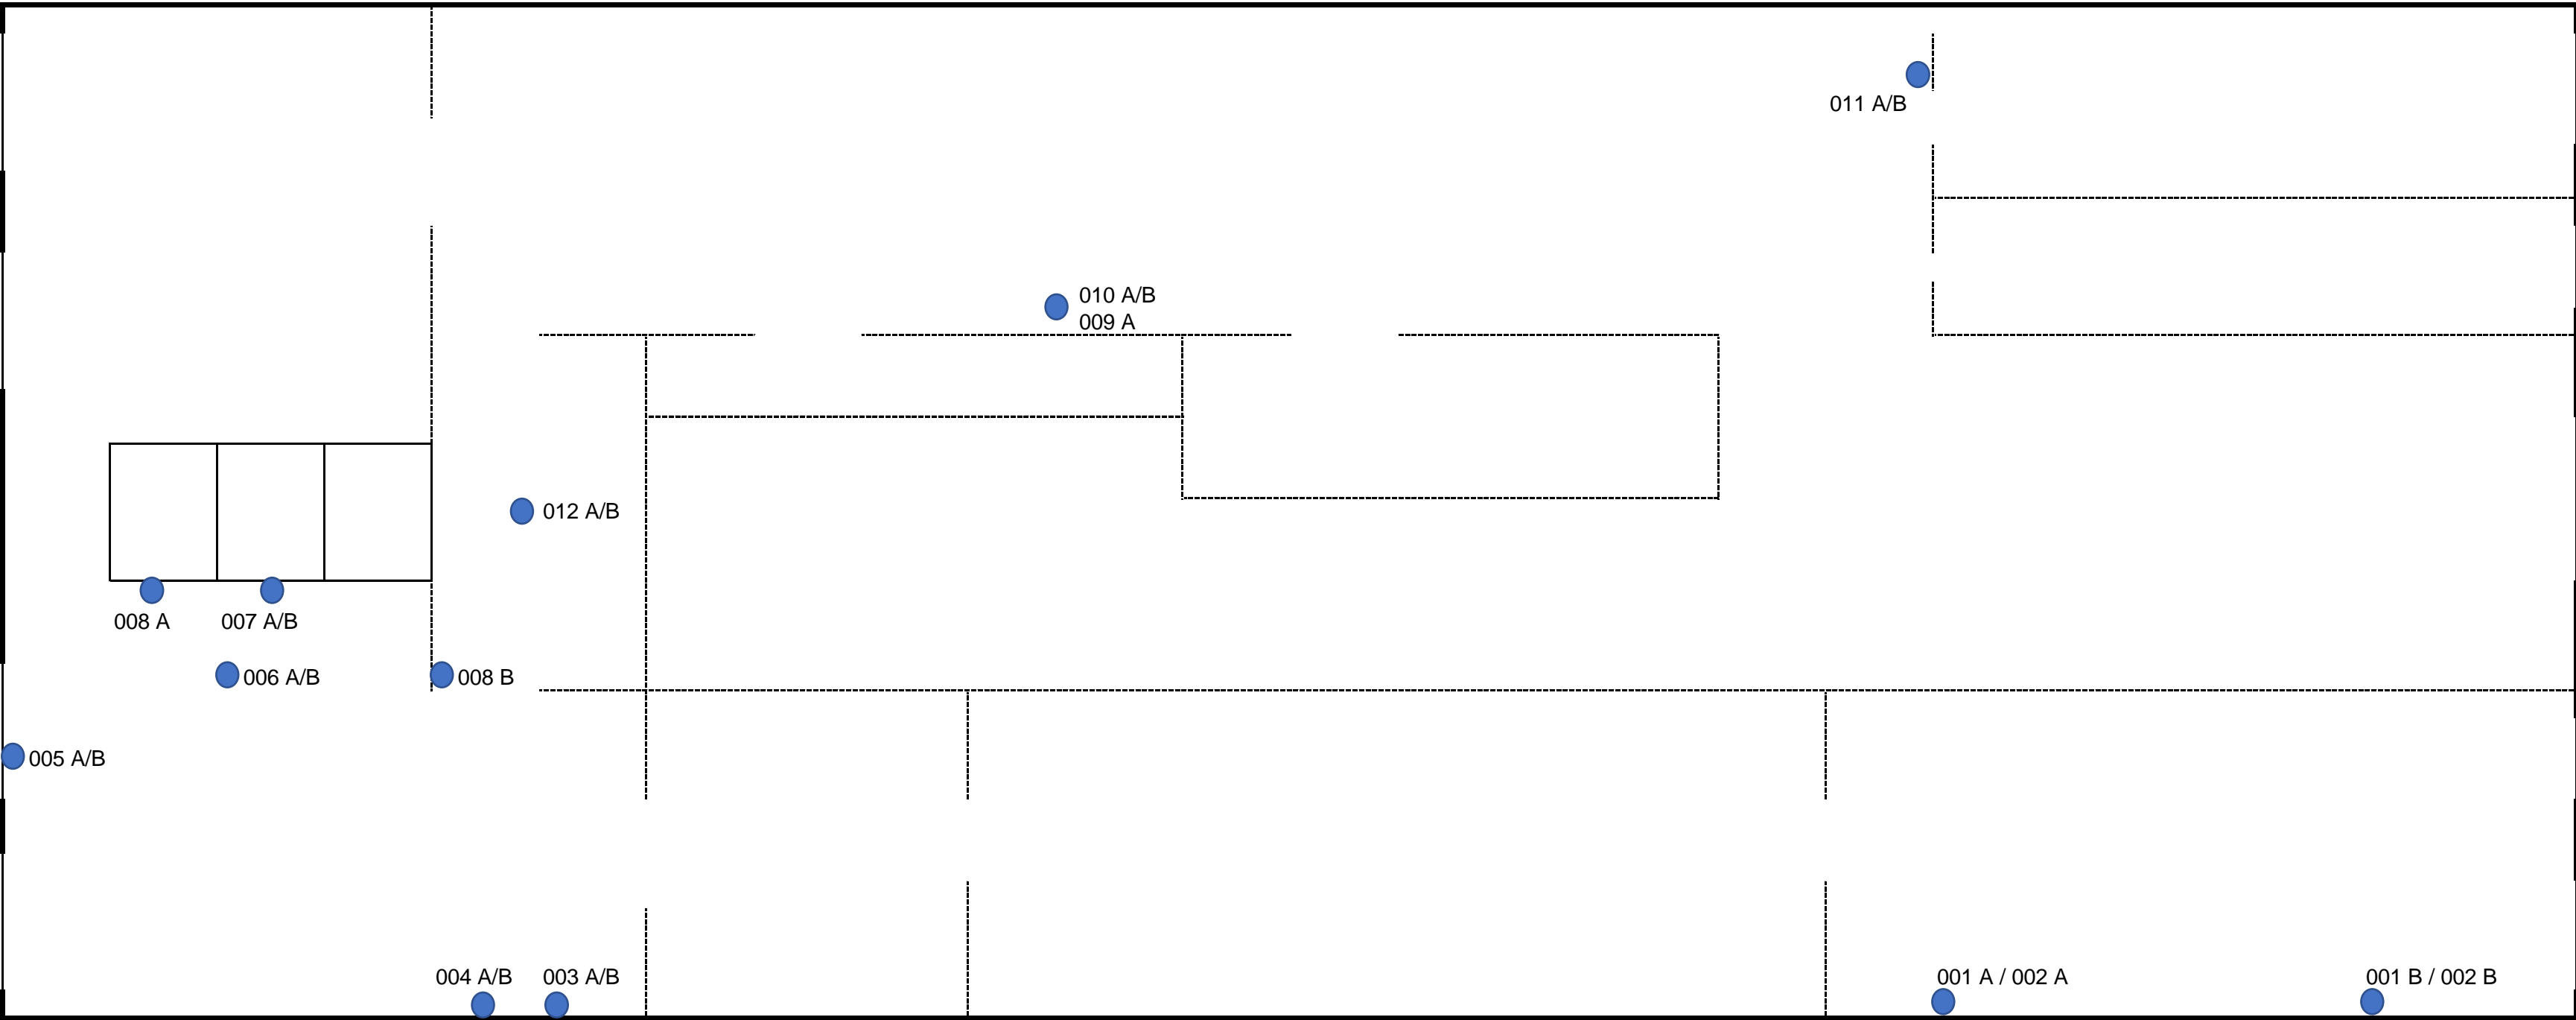 011 A/B
010 A/B
009 A
012 A/B
008 A
007 A/B
006 A/B
008 B
005 A/B
004 A/B
003 A/B
001 A / 002 A
001 B / 002 B